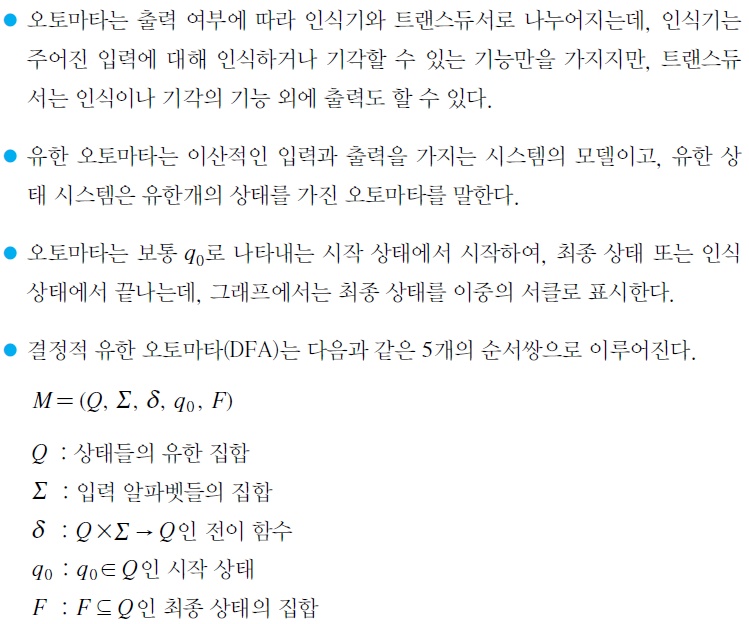 ● 오토마타는 출력 여부에 따라 인식기와 트랜스듀서로 나누어지는데, 인식기는
주어진 입력에 대해 인식하거나 기각할 수 있는 기능만을 가지지만, 트랜스듀
서는 인식이나 기각의 기능 외에 출력도 할 수 있다.
● 유한 오토마타는 이산적인 입력과 출력을 가지는 시스템의 모델이고, 유한 상
태 시스템은 유한개의 상태를 가진 오토마타를 말한다.
● 오토마타는 보통 q₀로 나타내는 시작 상태에서 시작하여, 최종 상태 또는 인식
상태에서 끝나는데, 그래프에서는 최종 상태를 이중의 서클로 표시한다.
● 결정적 유한 오토마타(DFA)는 다음과 같은 5개의 순서쌍으로 이루어진다.
M = (Q, Σ, δ, q₀, F)
Q : 상태들의 유한 집합
Σ : 입력 알파벳들의 집합
δ : Q×Σ → Q인 전이 함수
q₀ : q₀∈Q인 시작 상태
F : F⊆Q인 최종 상태의 집합